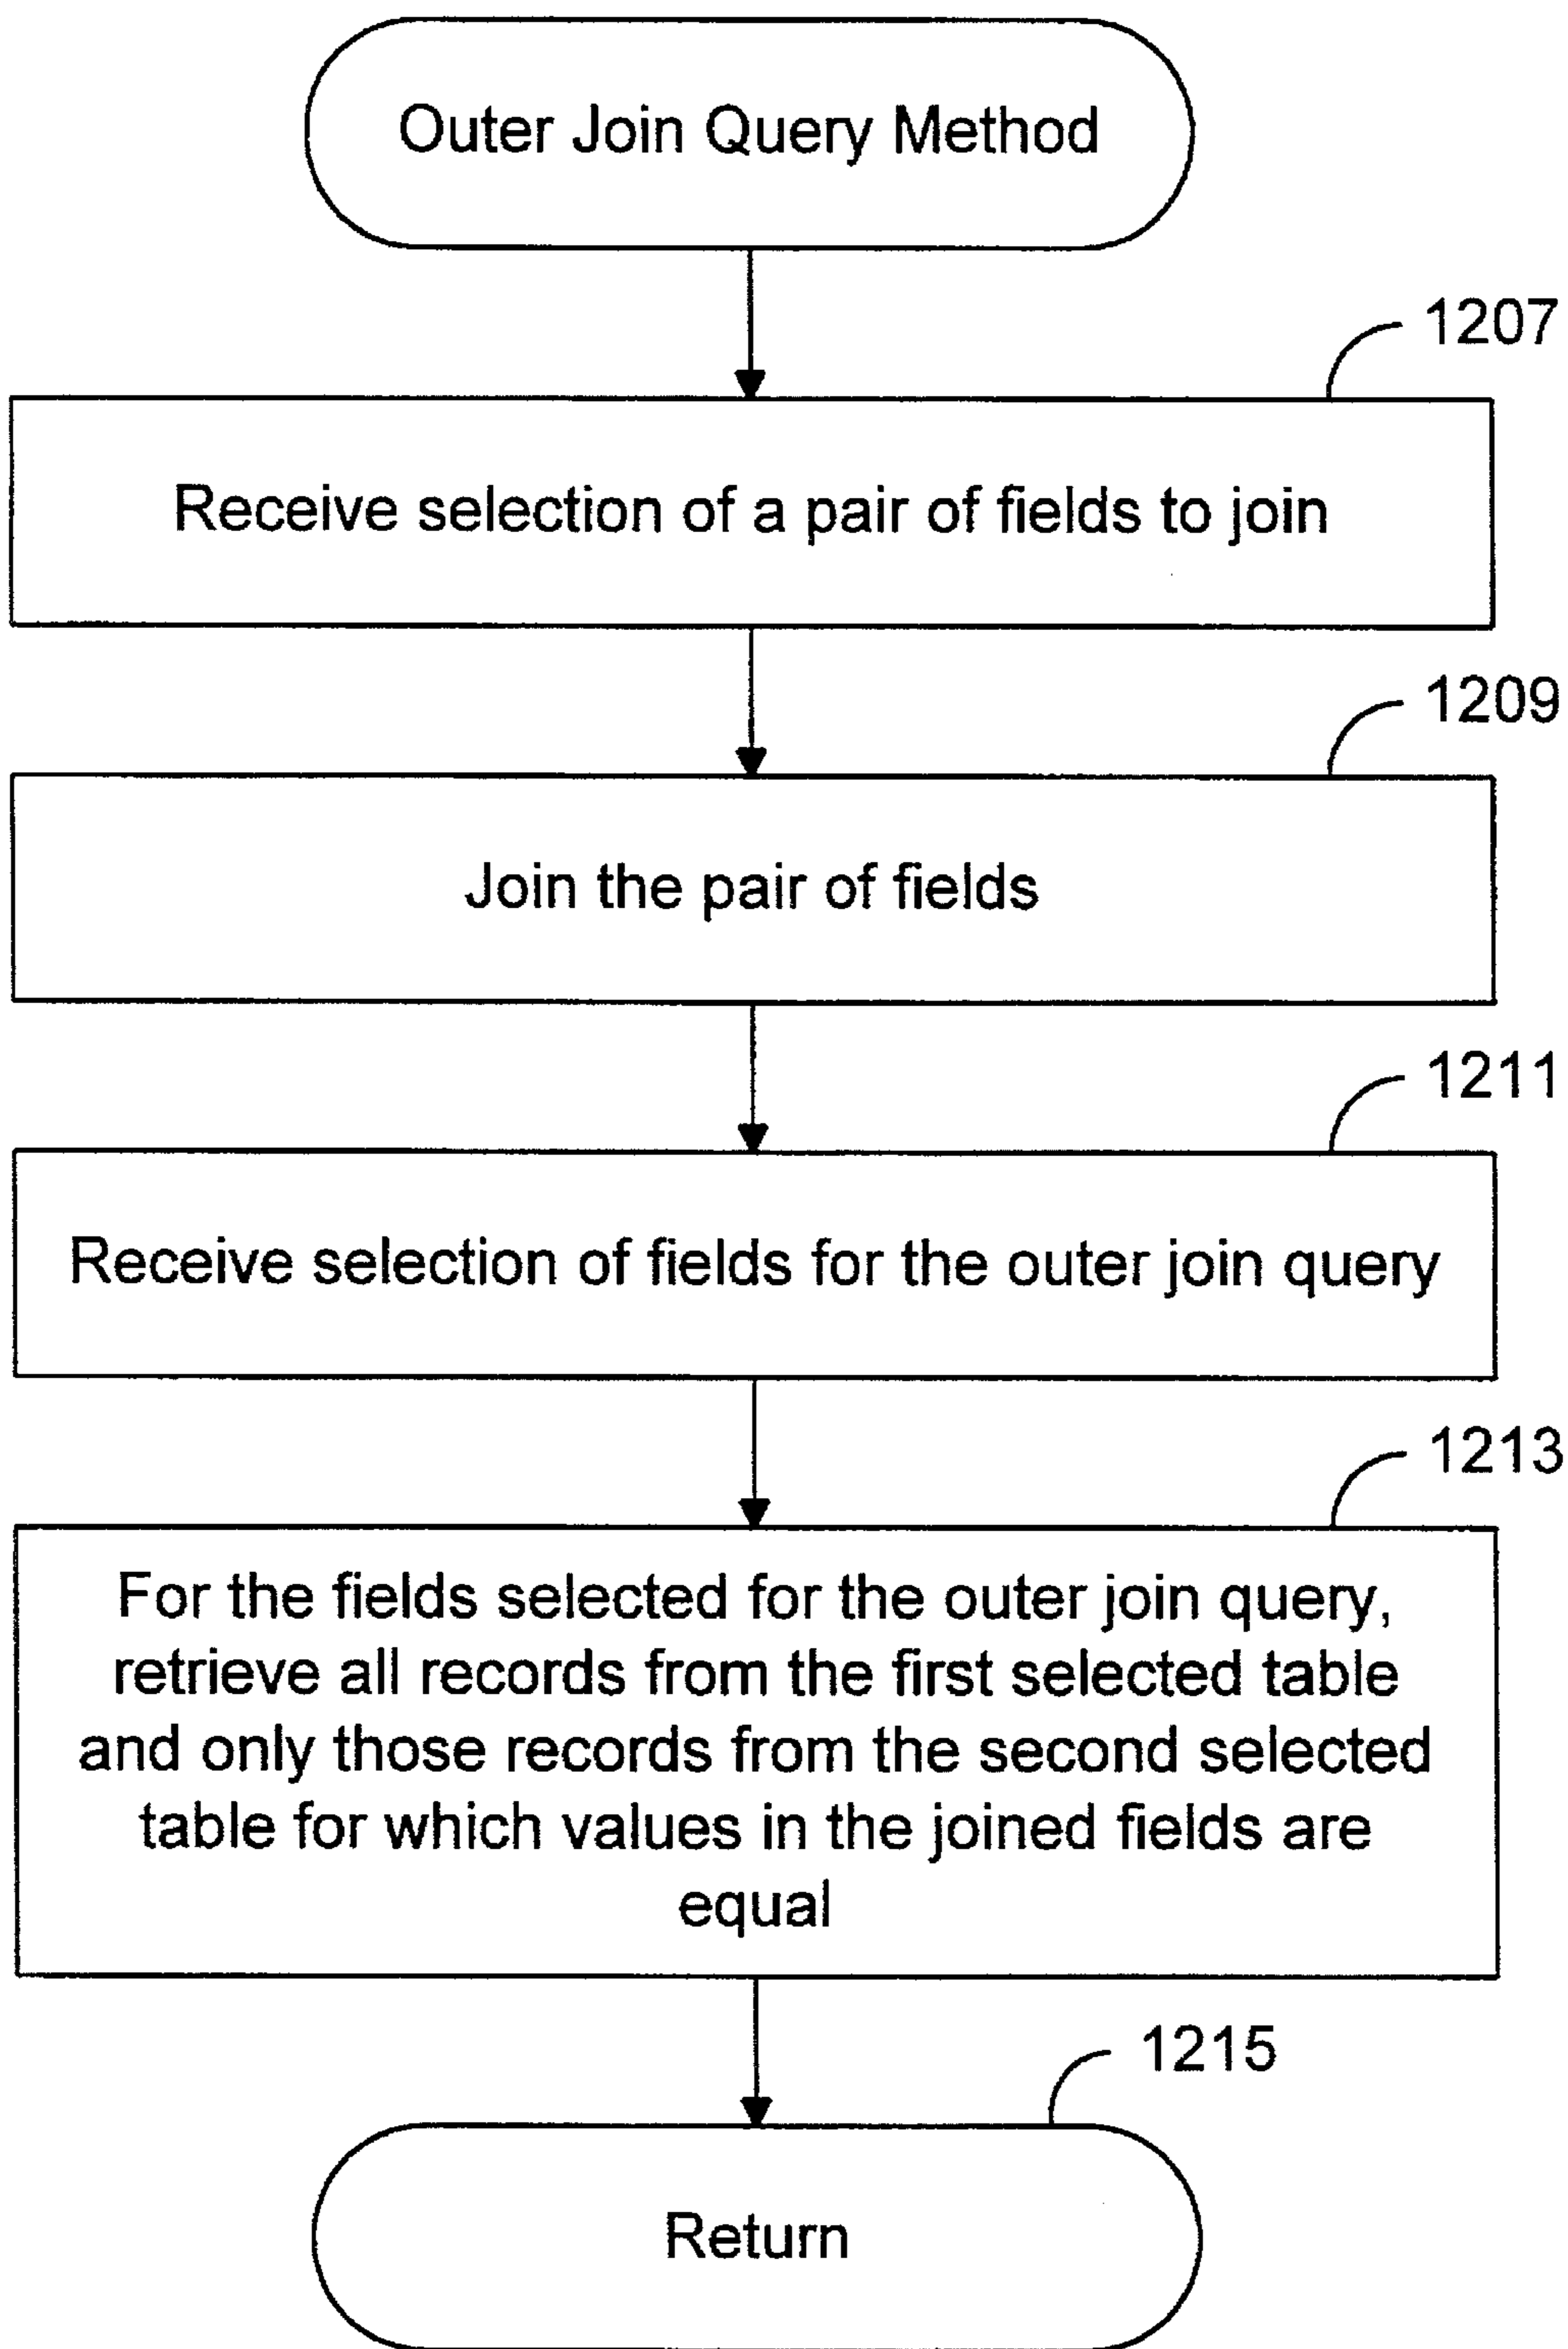 Outer Join Query Method
1207
Receive selection of a pair of fields to join
1209
Join the pair of fields
1211
Receive selection of fields for the outer join query
1213
For the fields selected for the outer join query,
retrieve all records from the first selected table
and only those records from the second selected
table for which values in the joined fields are
equal
1215
Return